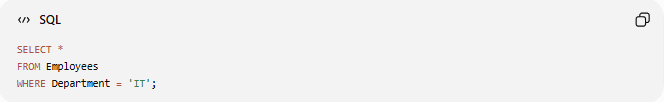 SQL
SELECT *
FROM Employees
WHERE Department = 'IT';